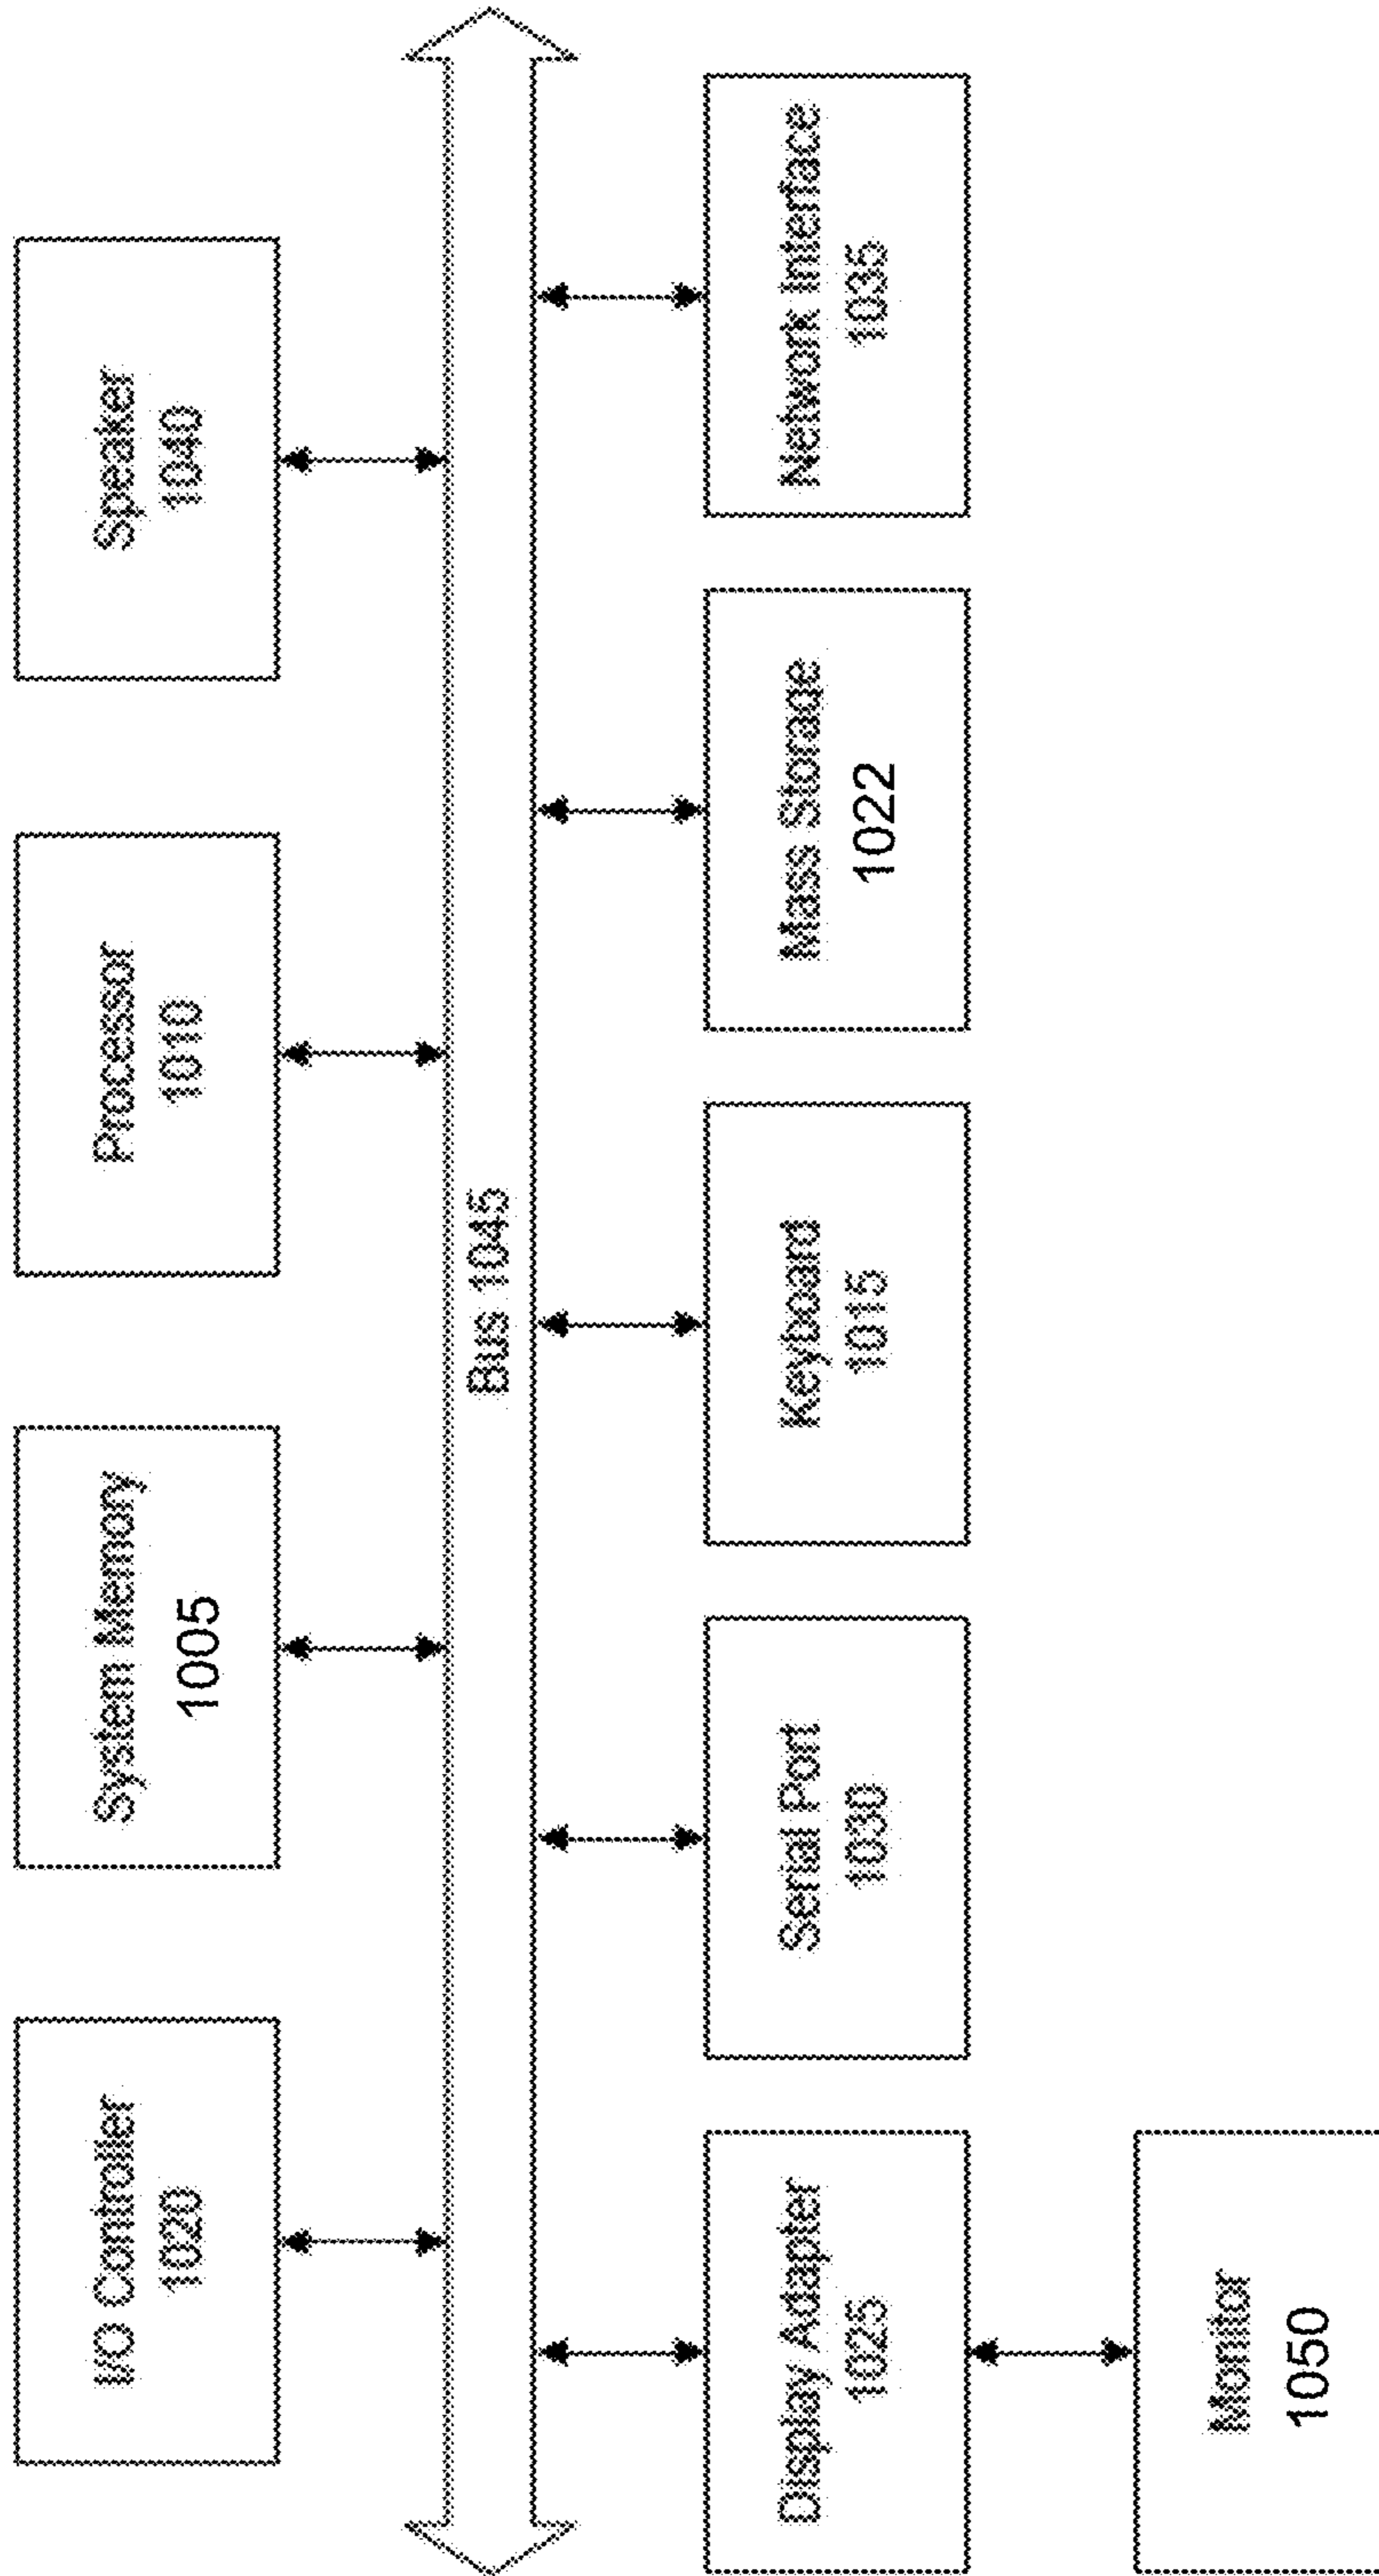 I/O Controller
1020
System Memory
1005
Processor
1010
Speaker
1040
Bus 1045
Display Adapter
1025
Serial Port
1030
Keyboard
1015
Mass Storage
1022
Network Interface
1035
Monitor
1050